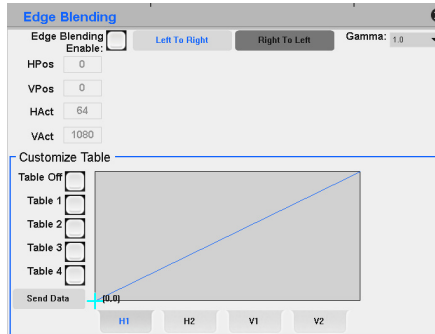 Edge Blending
Edge Blending Enable:
Left To Right
Right To Left
Gamma: 1.0
HPos 0
VPos 0
HAct 64
VAct 1080
Customize Table
Table Off
Table 1
Table 2
Table 3
Table 4
Send Data
(0,0)
H1 H2 V1 V2